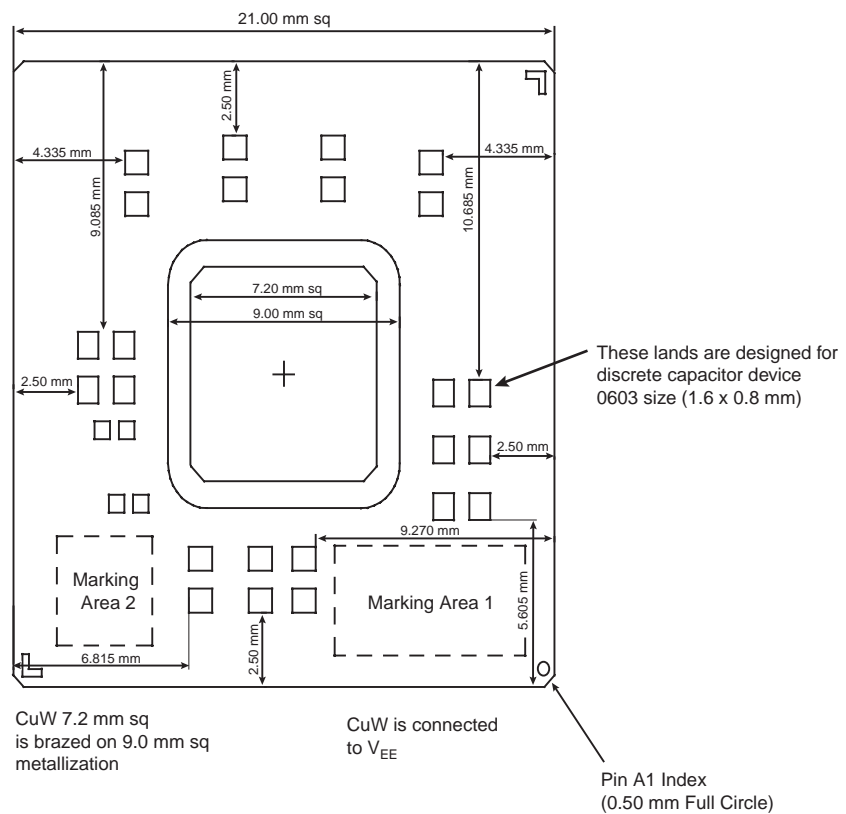 21.00 mm sq
2.50 mm
4.335 mm
4.335 mm
9.085 mm
10.685 mm
7.20 mm sq
9.00 mm sq
2.50 mm
These lands are designed for
discrete capacitor device
0603 size (1.6 x 0.8 mm)
2.50 mm
9.270 mm
Marking
Area 2
Marking Area 1
5.605 mm
2.50 mm
6.815 mm
CuW 7.2 mm sq
is brazed on 9.0 mm sq
metallization
CuW is connected
to VEE
Pin A1 Index
(0.50 mm Full Circle)